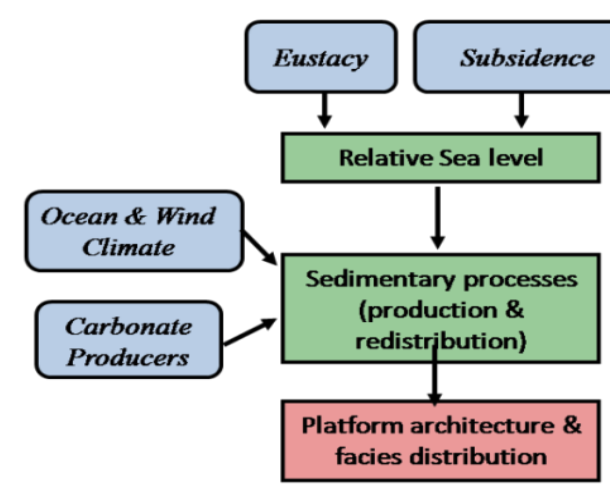 Eustacy
Subsidence
Relative Sea level
Ocean & Wind
Climate
Sedimentary processes
(production &
redistribution)
Carbonate
Producers
Platform architecture &
facies distribution